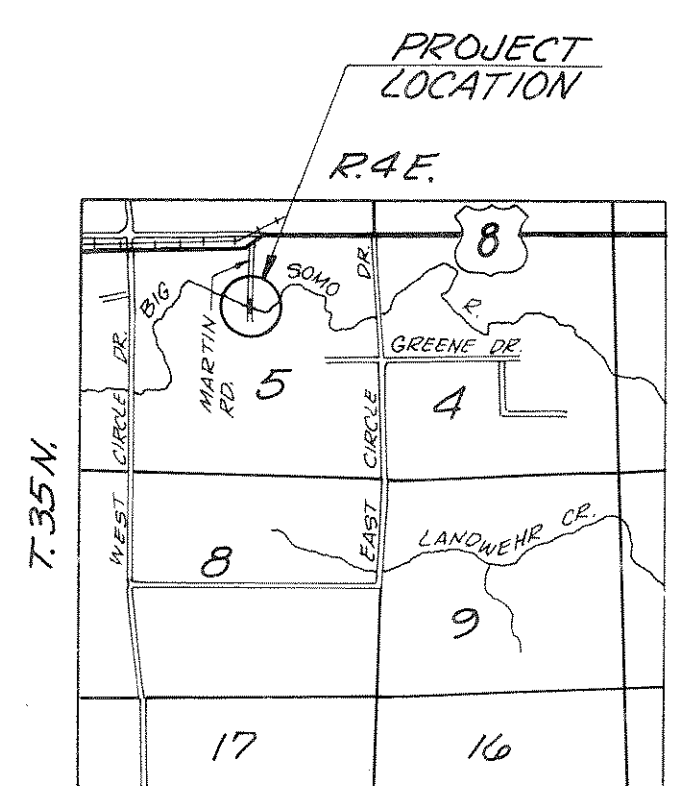 PROJECT
LOCATION
R.4E.
8
BIG
SOMO
R.
DR.
MARTIN
RD.
GREENE DR.
5
4
WEST CIRCLE DR.
EAST CIRCLE
T.35N.
LANDWEHR CR.
8
9
17
16